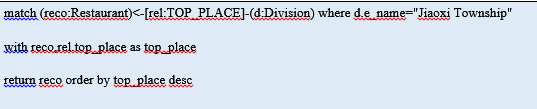 match (reco:Restaurant)<-[rel:TOP_PLACE]-(d:Division) where d.e_name="Jiaoxi Township"
with reco,rel.top_place as top_place
return reco order by top_place desc